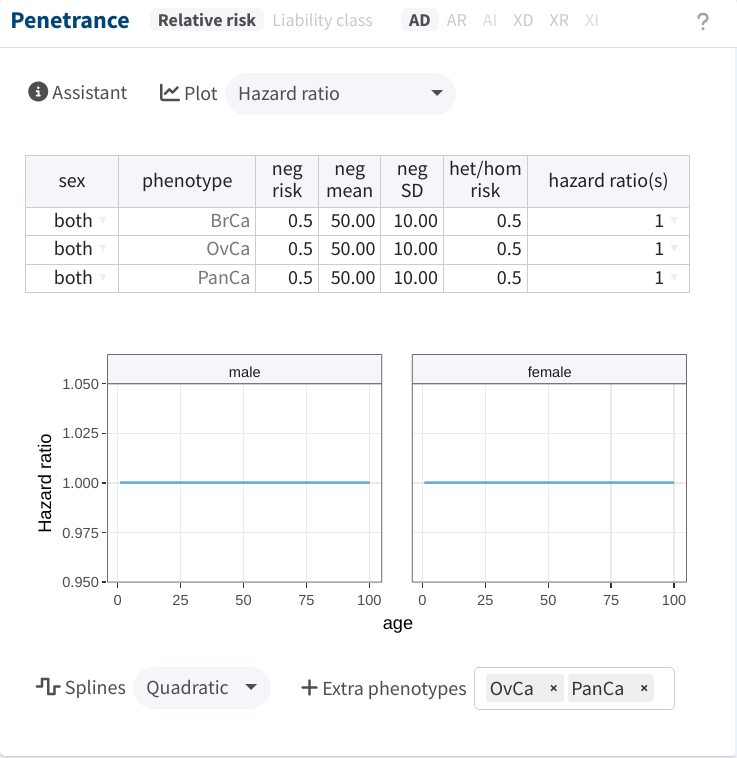 Penetrance Relative risk Liability class AD AR AI XD XR XI ?
Assistant Plot Hazard ratio
sex phenotype neg risk neg mean neg SD het/hom risk hazard ratio(s)
both BrCa 0.5 50.00 10.00 0.5 1
both OvCa 0.5 50.00 10.00 0.5 1
both PanCa 0.5 50.00 10.00 0.5 1
male female
Hazard ratio
1.050
1.025
1.000
0.975
0.950
0 25 50 75 100 0 25 50 75 100
age
Splines Quadratic + Extra phenotypes OvCa × PanCa ×